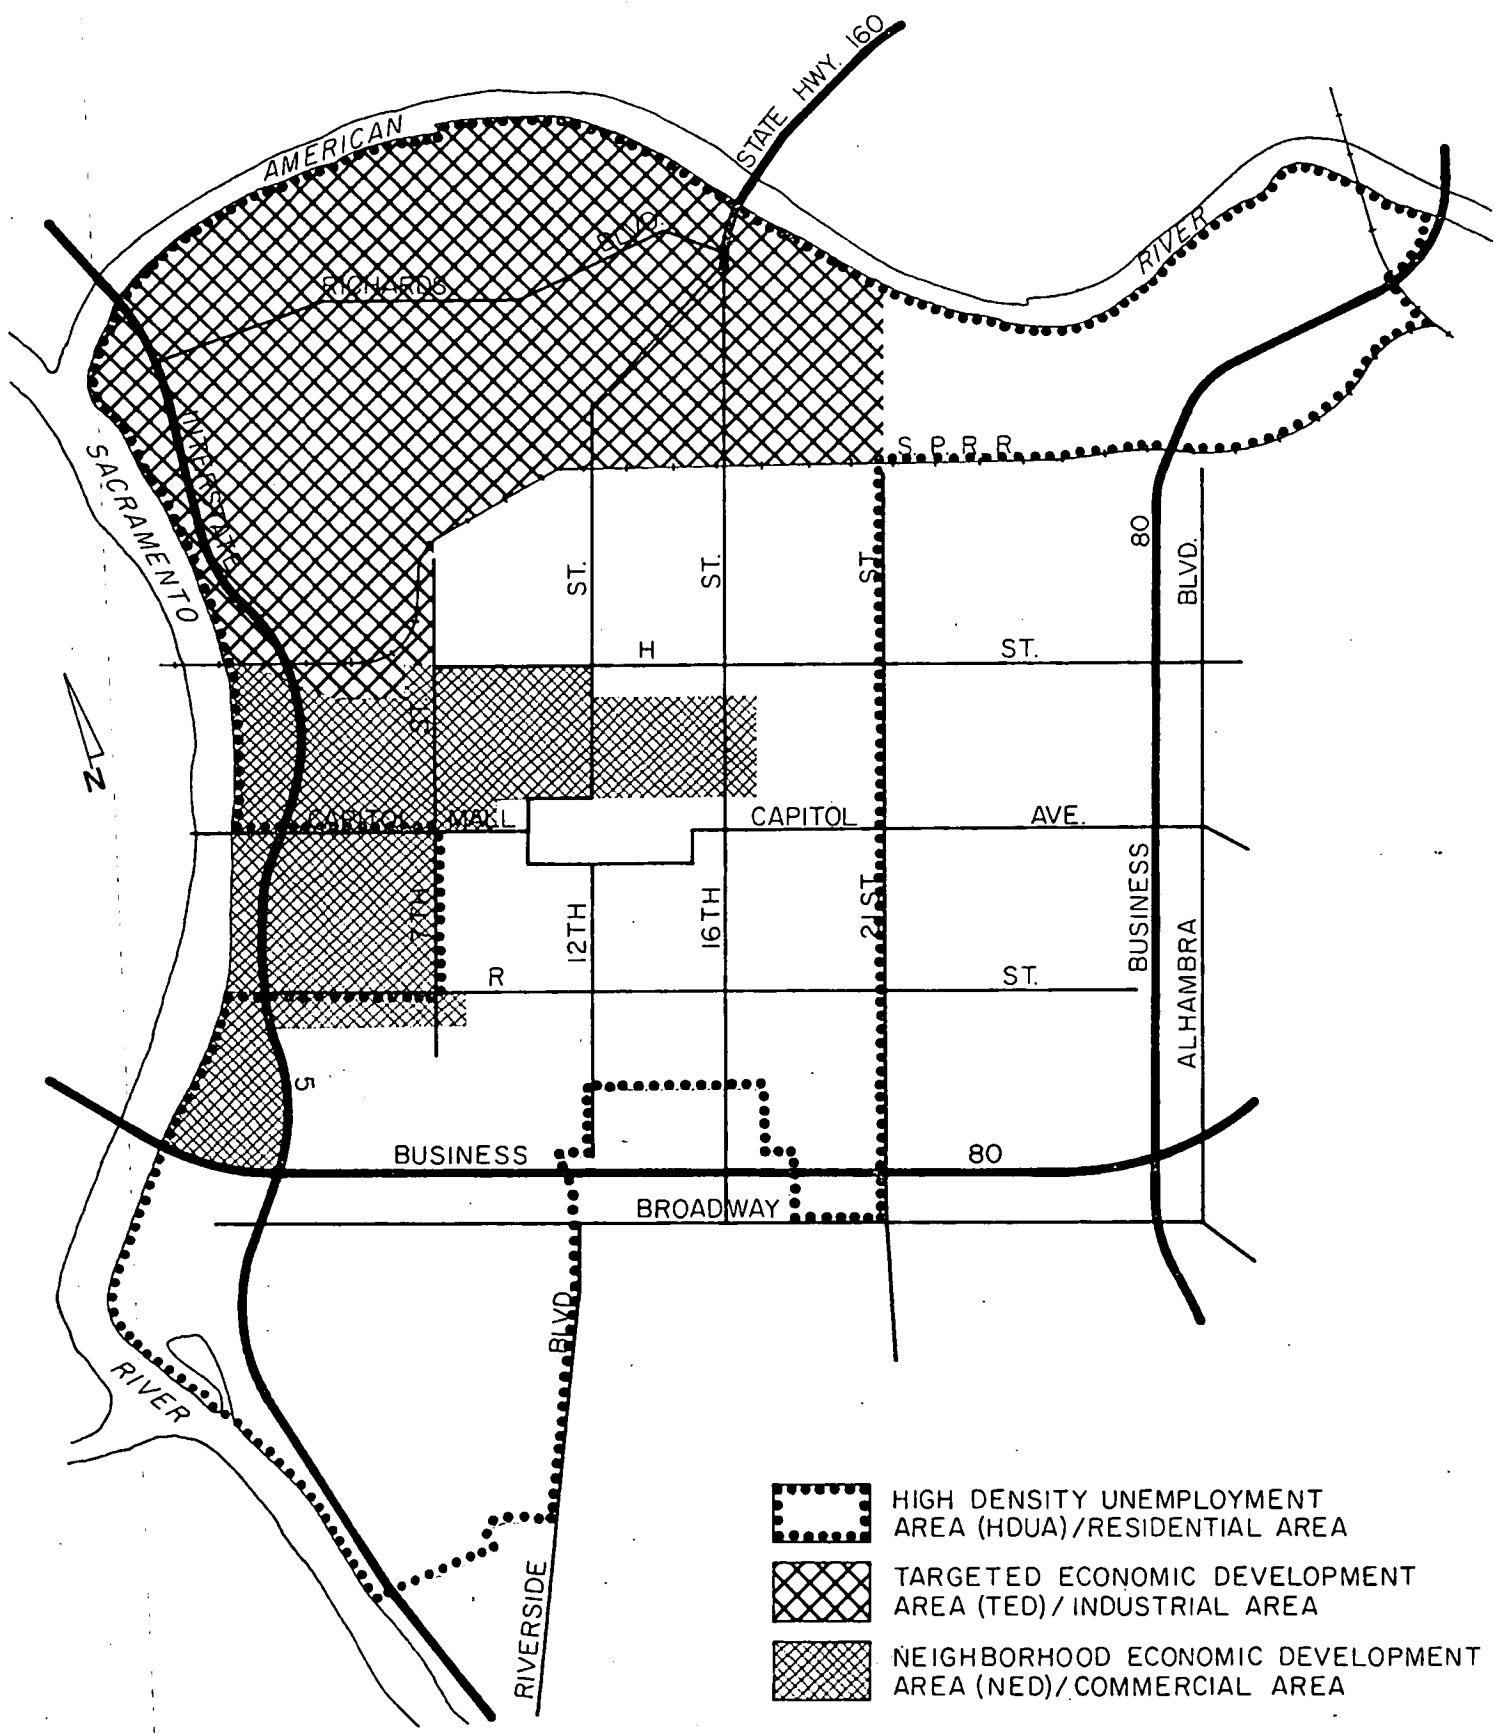 STATE HWY. 160
AMERICAN
RIVER
RICHARDS BLVD.
INTERSTATE
SACRAMENTO
S. P. R. R.
ST.
ST.
ST.
80
BLVD.
H ST.
ST.
N
CAPITOL MALL
CAPITOL AVE.
7TH
12TH
16TH
21ST
BUSINESS
ALHAMBRA
R ST.
5
BUSINESS 80
BROADWAY
BLVD.
RIVER
RIVERSIDE
HIGH DENSITY UNEMPLOYMENT
AREA (HDUA)/RESIDENTIAL AREA
TARGETED ECONOMIC DEVELOPMENT
AREA (TED)/INDUSTRIAL AREA
NEIGHBORHOOD ECONOMIC DEVELOPMENT
AREA (NED)/COMMERCIAL AREA